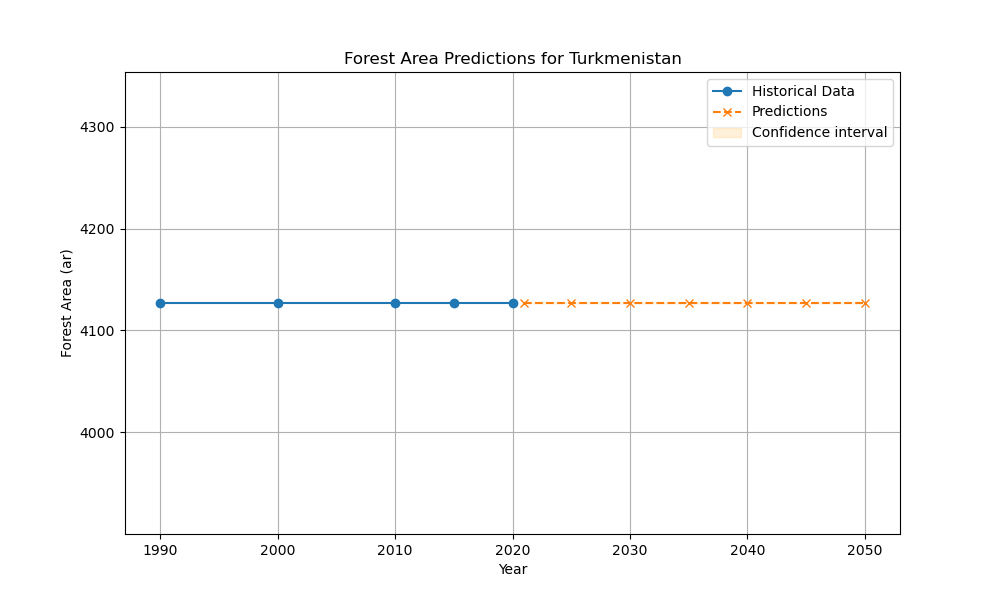 Forest Area Predictions for Turkmenistan
Historical Data
Predictions
Confidence interval
Forest Area (ar)
4300
4200
4100
4000
1990 2000 2010 2020 2030 2040 2050
Year